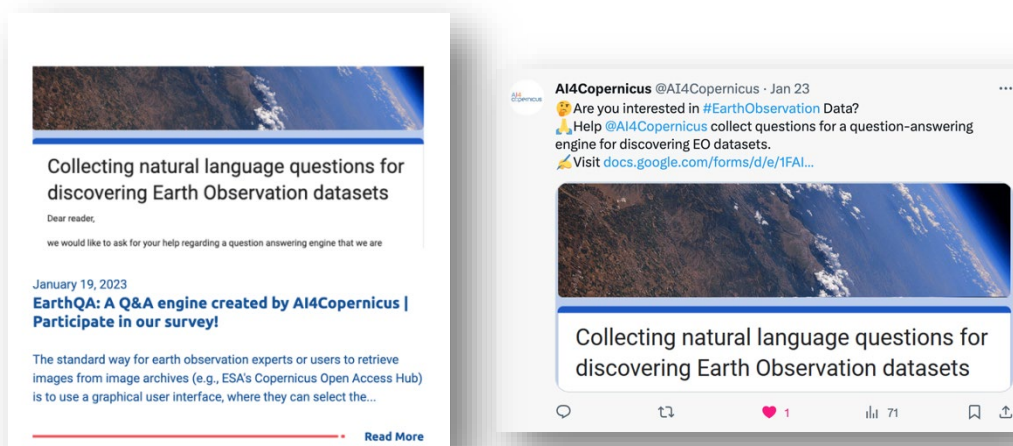 Collecting natural language questions for
discovering Earth Observation datasets
Dear reader,
we would like to ask for your help regarding a question answering engine that we are
January 19, 2023
EarthQA: A Q&A engine created by AI4Copernicus |
Participate in our survey!
The standard way for earth observation experts or users to retrieve
images from image archives (e.g., ESA's Copernicus Open Access Hub)
is to use a graphical user interface, where they can select the...
Read More
AI4
copernicus
AI4Copernicus @AI4Copernicus · Jan 23
🤔Are you interested in #EarthObservation Data?
🙏Help @AI4Copernicus collect questions for a question-answering
engine for discovering EO datasets.
✍️Visit docs.google.com/forms/d/e/1FAI...
Collecting natural language questions for
discovering Earth Observation datasets
1
71